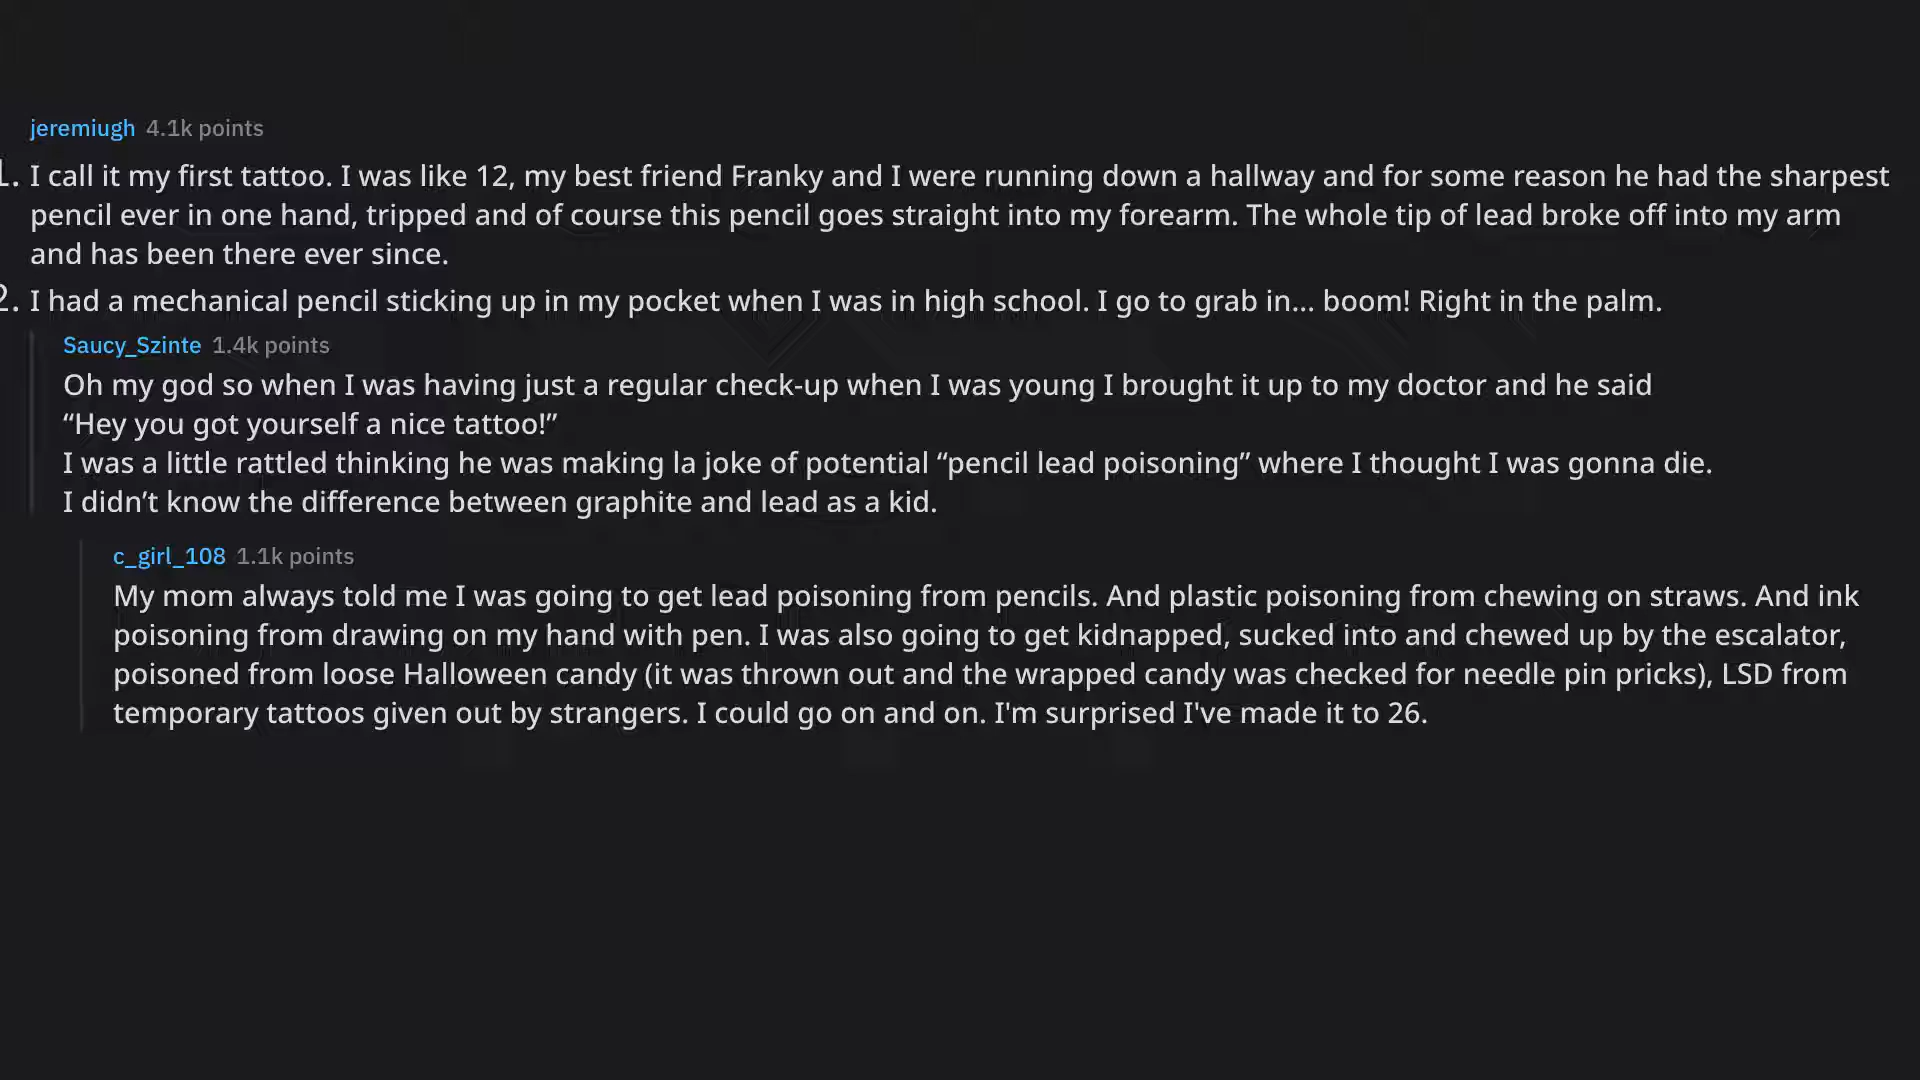 jeremiugh 4.1k points
1. I call it my first tattoo. I was like 12, my best friend Franky and I were running down a hallway and for some reason he had the sharpest
pencil ever in one hand, tripped and of course this pencil goes straight into my forearm. The whole tip of lead broke off into my arm
and has been there ever since.
2. I had a mechanical pencil sticking up in my pocket when I was in high school. I go to grab in... boom! Right in the palm.
Saucy_Szinte 1.4k points
Oh my god so when I was having just a regular check-up when I was young I brought it up to my doctor and he said
“Hey you got yourself a nice tattoo!”
I was a little rattled thinking he was making la joke of potential “pencil lead poisoning” where I thought I was gonna die.
I didn’t know the difference between graphite and lead as a kid.
c_girl_108 1.1k points
My mom always told me I was going to get lead poisoning from pencils. And plastic poisoning from chewing on straws. And ink
poisoning from drawing on my hand with pen. I was also going to get kidnapped, sucked into and chewed up by the escalator,
poisoned from loose Halloween candy (it was thrown out and the wrapped candy was checked for needle pin pricks), LSD from
temporary tattoos given out by strangers. I could go on and on. I'm surprised I've made it to 26.